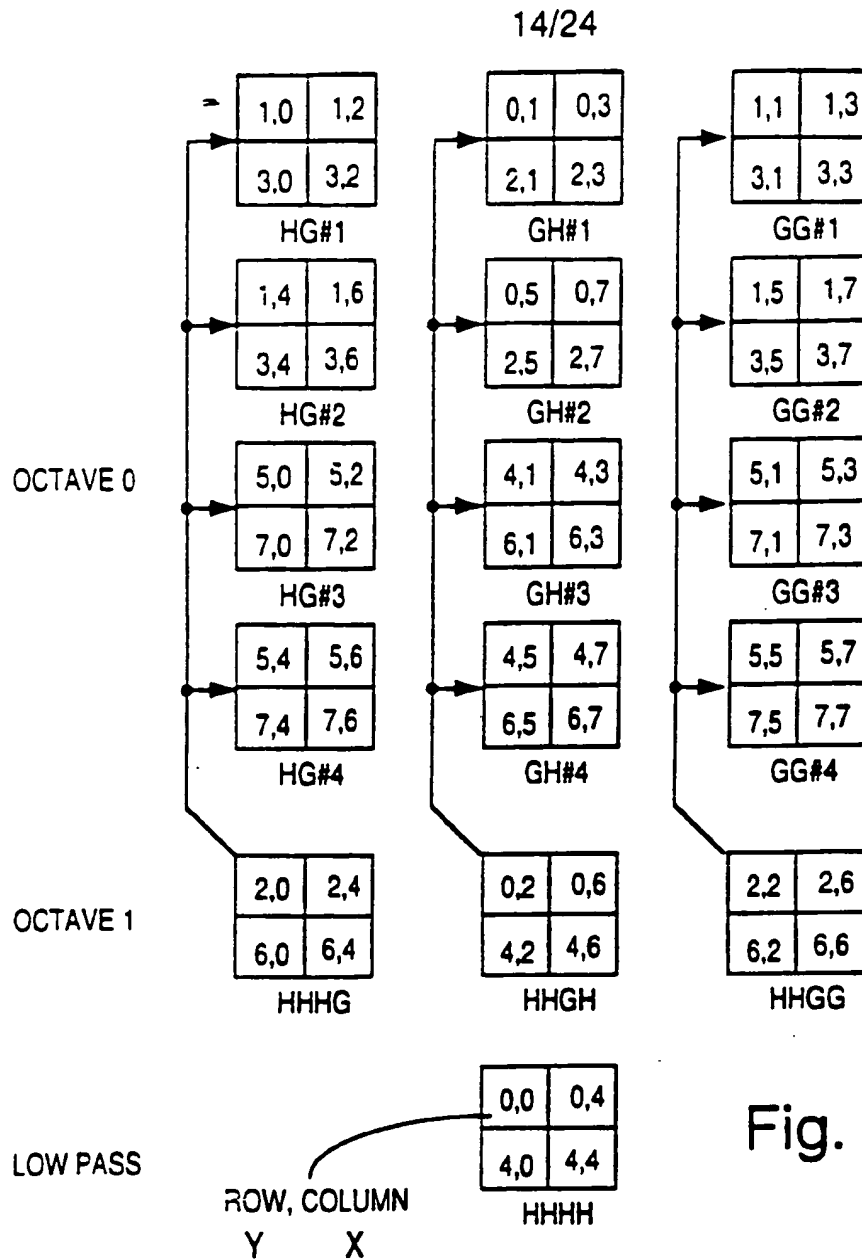 14/24
1,0 1,2 0,1 0,3 1,1 1,3
3,0 3,2 2,1 2,3 3,1 3,3
HG#1 GH#1 GG#1
1,4 1,6 0,5 0,7 1,5 1,7
3,4 3,6 2,5 2,7 3,5 3,7
HG#2 GH#2 GG#2
OCTAVE 0
5,0 5,2 4,1 4,3 5,1 5,3
7,0 7,2 6,1 6,3 7,1 7,3
HG#3 GH#3 GG#3
5,4 5,6 4,5 4,7 5,5 5,7
7,4 7,6 6,5 6,7 7,5 7,7
HG#4 GH#4 GG#4
OCTAVE 1
2,0 2,4 0,2 0,6 2,2 2,6
6,0 6,4 4,2 4,6 6,2 6,6
HHHG HHGH HHGG
0,0 0,4
4,0 4,4
HHHH
Fig.
LOW PASS
ROW, COLUMN
Y X